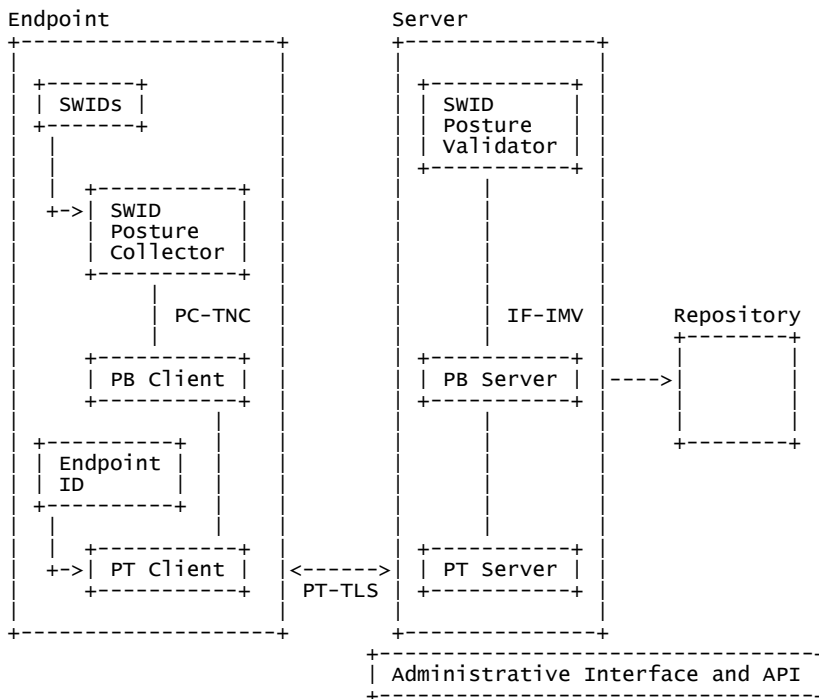 Endpoint Server
SWIDs
SWID
Posture
Validator
SWID
Posture
Collector
PC-TNC IF-IMV Repository
PB Client PB Server
Endpoint
ID
PT Client PT Server
PT-TLS
Administrative Interface and API